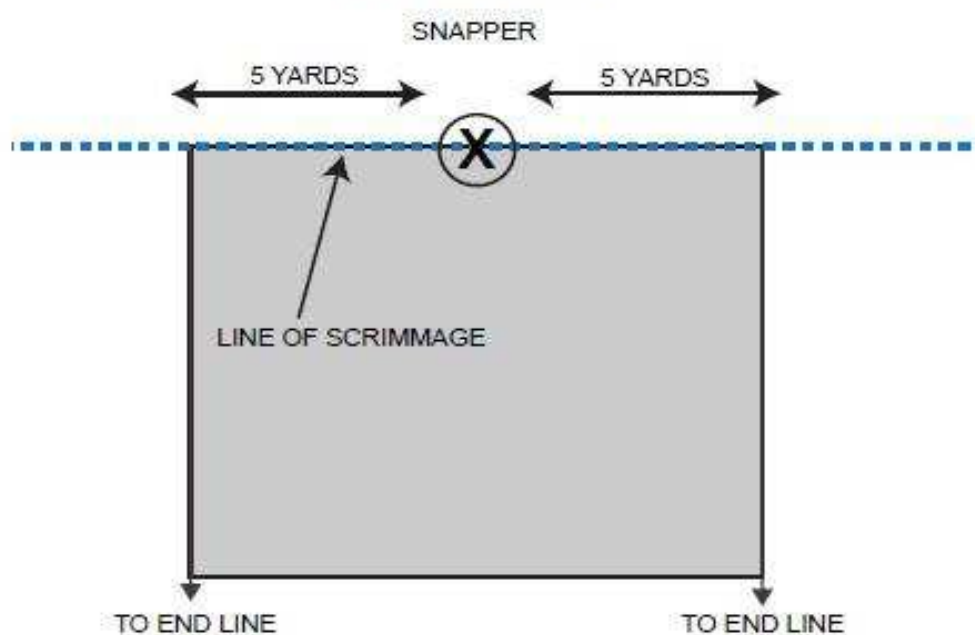 SNAPPER
5 YARDS
5 YARDS
X
LINE OF SCRIMMAGE
TO END LINE
TO END LINE